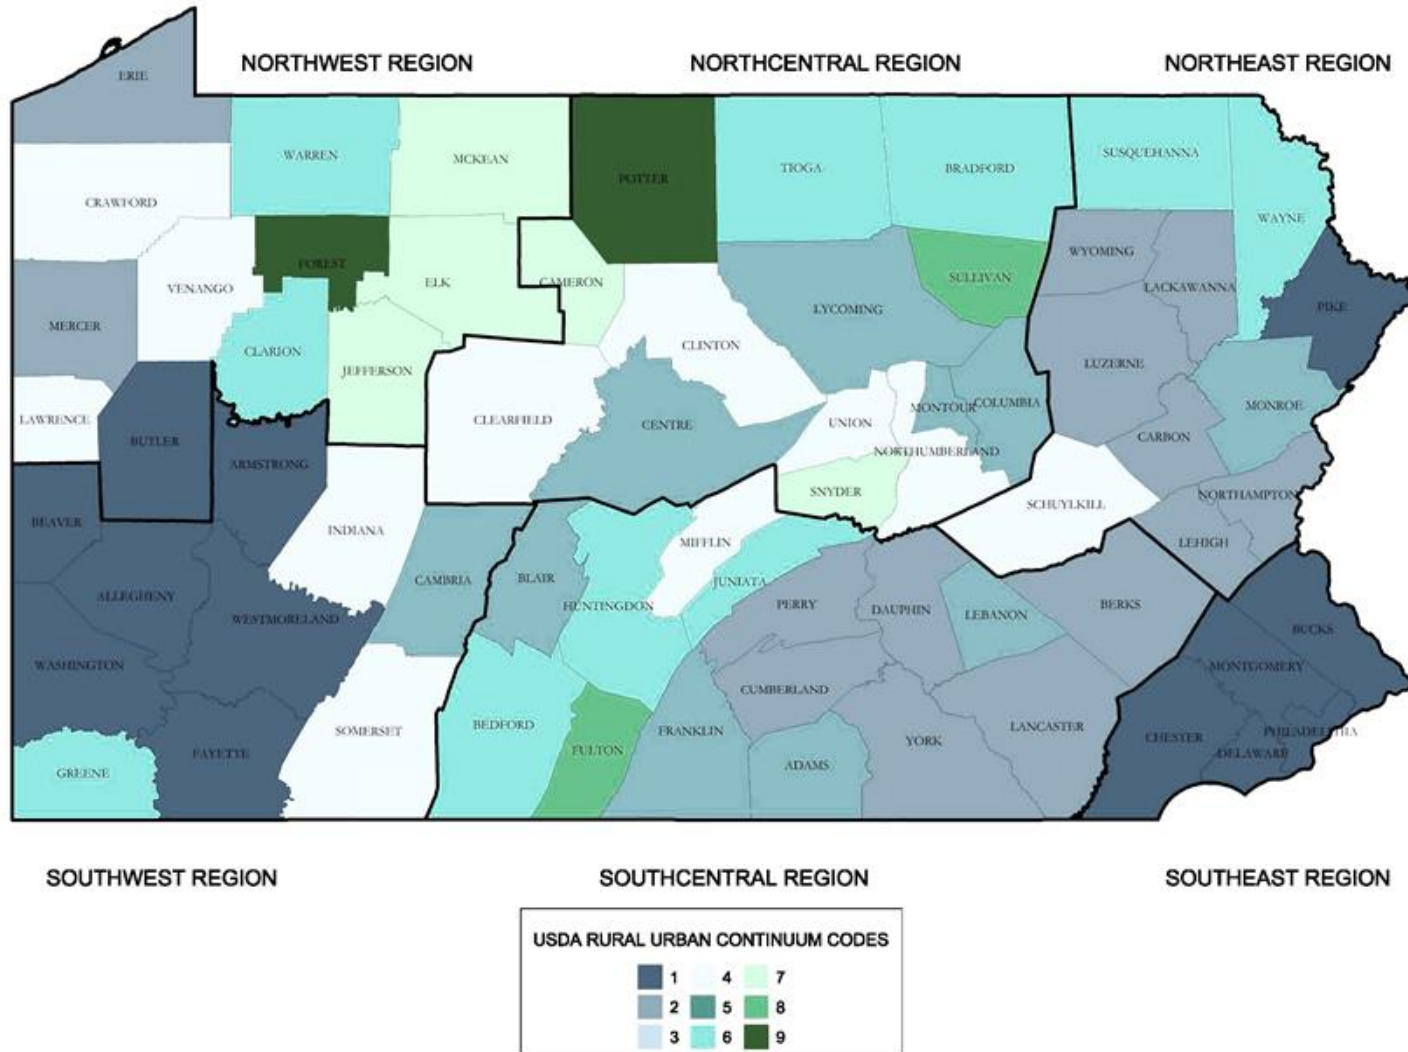 NORTHWEST REGION NORTHCENTRAL REGION NORTHEAST REGION
ERIE
WARREN MCKEAN POTTER TIOGA BRADFORD SUSQUEHANNA
CRAWFORD WAYNE
FOREST ELK CAMERON SULLIVAN WYOMING
VENANGO LYCOMING LACKAWANNA PIKE
MERCER CLARION JEFFERSON CLINTON LUZERNE
LAWRENCE BUTLER CLEARFIELD CENTRE UNION MONTOUR COLUMBIA CARBON MONROE
ARMSTRONG NORTHUMBERLAND
BEAVER INDIANA SNYDER SCHUYLKILL NORTHAMPTON
MIFFLIN LEHIGH
ALLEGHENY CAMBRIA BLAIR JUNIATA
WESTMORELAND HUNTINGDON PERRY DAUPHIN LEBANON BERKS BUCKS
WASHINGTON CUMBERLAND MONTGOMERY
FAYETTE SOMERSET BEDFORD FRANKLIN YORK LANCASTER CHESTER PHILADELPHIA
GREENE FULTON ADAMS DELAWARE
SOUTHWEST REGION SOUTHCENTRAL REGION SOUTHEAST REGION
USDA RURAL URBAN CONTINUUM CODES
1 4 7
2 5 8
3 6 9